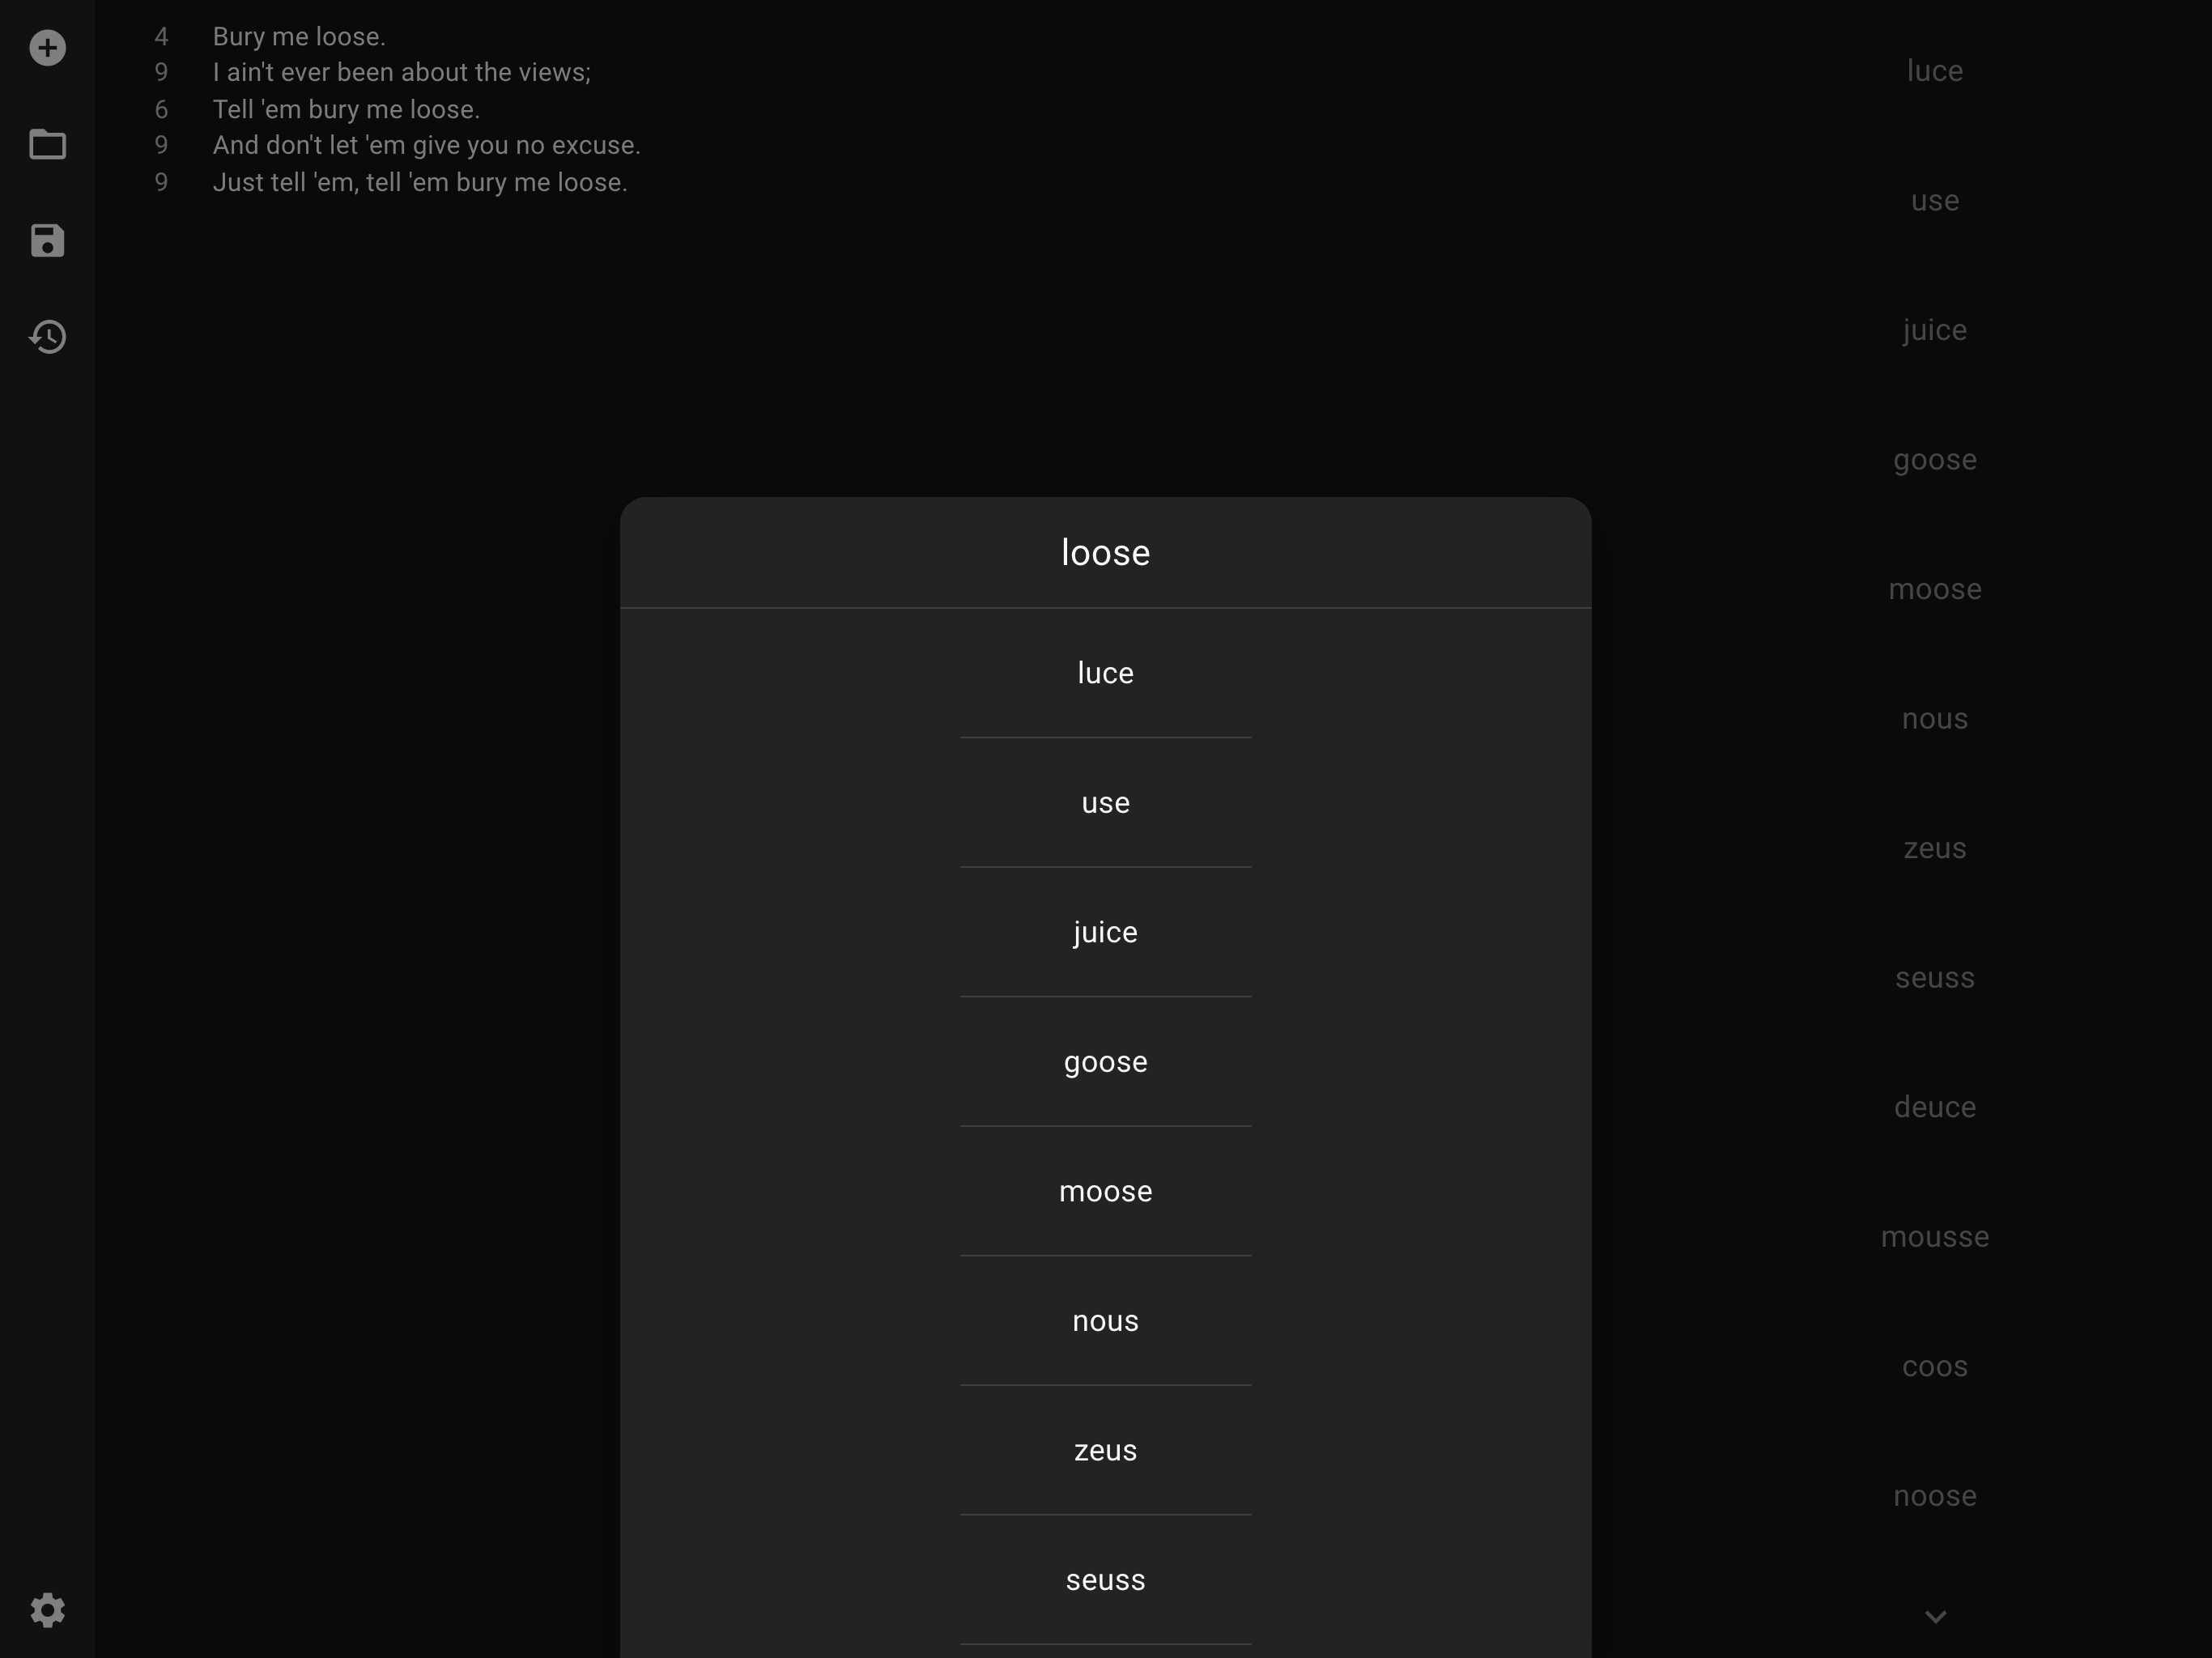 4 Bury me loose.
9 I ain't ever been about the views;
6 Tell 'em bury me loose.
9 And don't let 'em give you no excuse.
9 Just tell 'em, tell 'em bury me loose.
loose
luce
use
juice
goose
moose
nous
zeus
seuss
luce
use
juice
goose
moose
nous
zeus
seuss
deuce
mousse
coos
noose